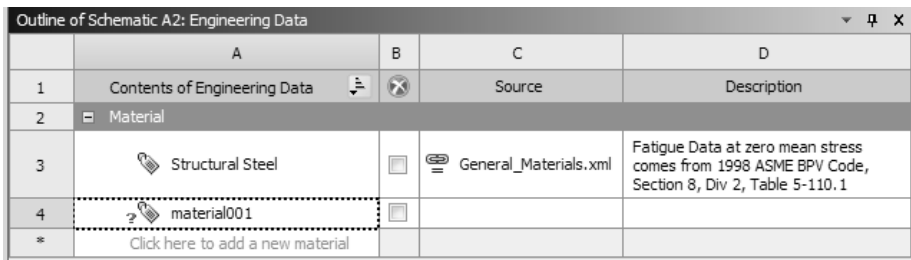 Outline of Schematic A2: Engineering Data
A B C D
1 Contents of Engineering Data Source Description
2 Material
3 Structural Steel General_Materials.xml Fatigue Data at zero mean stress
comes from 1998 ASME BPV Code,
Section 8, Div 2, Table 5-110.1
4 ? material001
* Click here to add a new material